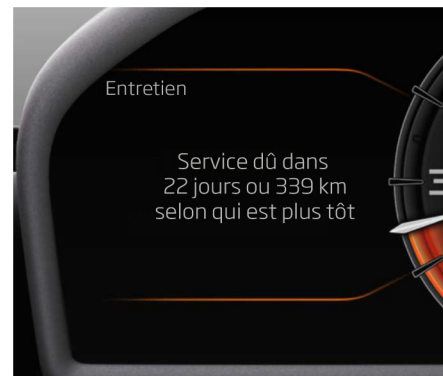 Entretien
Service dû dans
22 jours ou 339 km
selon qui est plus tôt